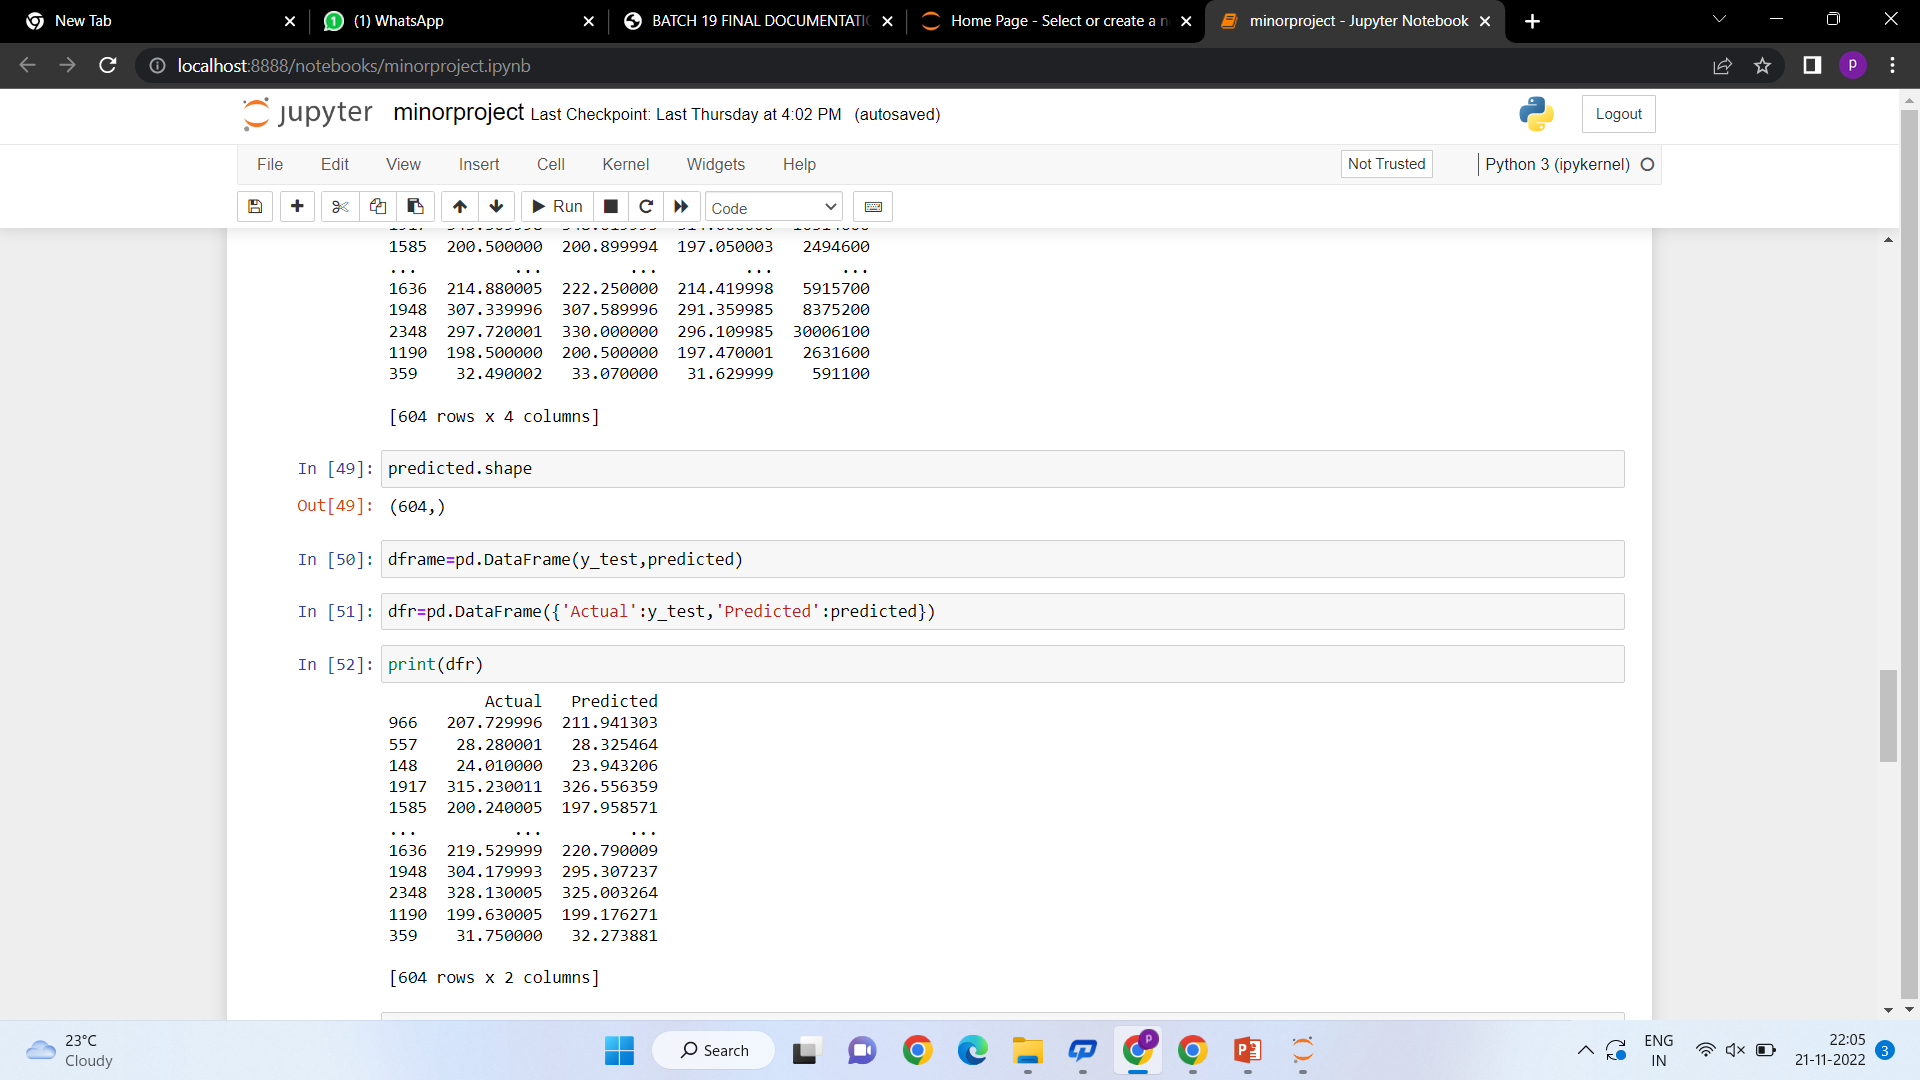 New Tab
(1) WhatsApp
BATCH 19 FINAL DOCUMENTATIO
Home Page - Select or create a n
minorproject - Jupyter Notebook
localhost:8888/notebooks/minorproject.ipynb
P
jupyter minorproject Last Checkpoint: Last Thursday at 4:02 PM (autosaved)
Logout
File Edit View Insert Cell Kernel Widgets Help
Not Trusted
Python 3 (ipykernel)
Run
Code
1585 200.500000 200.899994 197.050003 2494600
... ... ... ... ...
1636 214.880005 222.250000 214.419998 5915700
1948 307.339996 307.589996 291.359985 8375200
2348 297.720001 330.000000 296.109985 30006100
1190 198.500000 200.500000 197.470001 2631600
359 32.490002 33.070000 31.629999 591100
[604 rows x 4 columns]
In [49]: predicted.shape
Out[49]: (604,)
In [50]: dframe=pd.DataFrame(y_test,predicted)
In [51]: dfr=pd.DataFrame({'Actual':y_test,'Predicted':predicted})
In [52]: print(dfr)
Actual Predicted
966 207.729996 211.941303
557 28.280001 28.325464
148 24.010000 23.943206
1917 315.230011 326.556359
1585 200.240005 197.958571
... ... ...
1636 219.529999 220.790009
1948 304.179993 295.307237
2348 328.130005 325.003264
1190 199.630005 199.176271
359 31.750000 32.273881
[604 rows x 2 columns]
23°C
Cloudy
Search
P
ENG
IN
22:05
21-11-2022
3